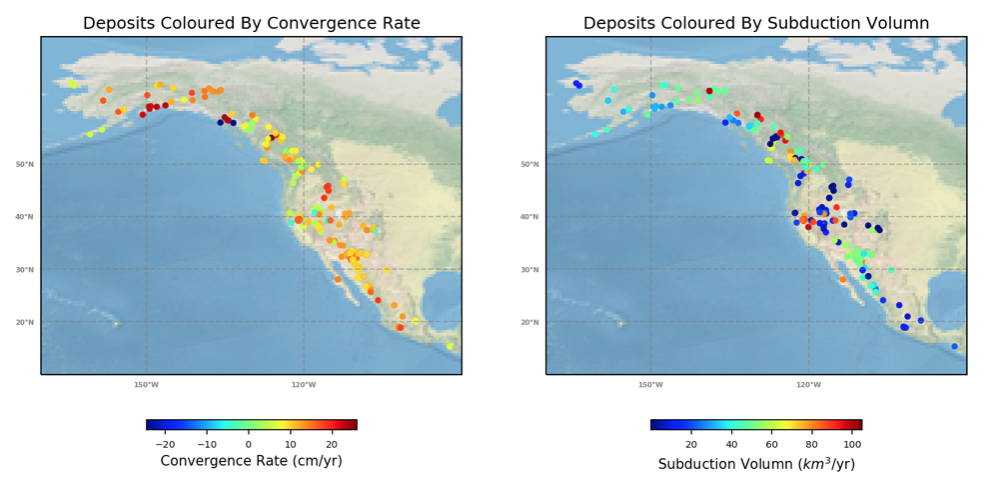 Deposits Coloured By Convergence Rate
50°N
40°N
30°N
20°N
150°W 120°W
−20 −10 0 10 20
Convergence Rate (cm/yr)
Deposits Coloured By Subduction Volumn
50°N
40°N
30°N
20°N
150°W 120°W
20 40 60 80 100
Subduction Volumn (km³/yr)